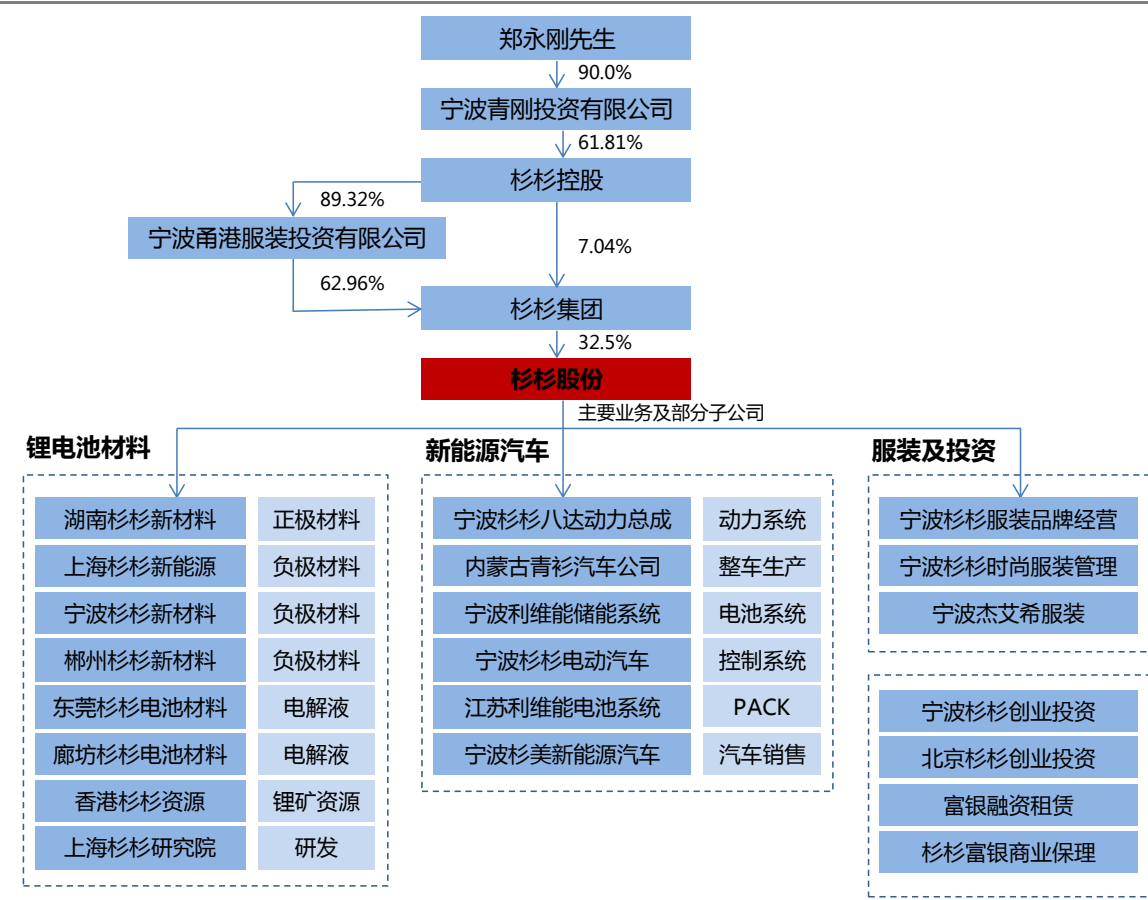 郑永刚先生
90.0%
宁波青刚投资有限公司
61.81%
杉杉控股
89.32%
宁波甬港服装投资有限公司
7.04%
62.96%
杉杉集团
32.5%
杉杉股份
主要业务及部分子公司
锂电池材料
湖南杉杉新材料 正极材料
上海杉杉新能源 负极材料
宁波杉杉新材料 负极材料
郴州杉杉新材料 负极材料
东莞杉杉电池材料 电解液
廊坊杉杉电池材料 电解液
香港杉杉资源 锂矿资源
上海杉杉研究院 研发
新能源汽车
宁波杉杉八达动力总成 动力系统
内蒙古青衫汽车公司 整车生产
宁波利维能储能系统 电池系统
宁波杉杉电动汽车 控制系统
江苏利维能电池系统 PACK
宁波杉美新能源汽车 汽车销售
服装及投资
宁波杉杉服装品牌经营
宁波杉杉时尚服装管理
宁波杰艾希服装
宁波杉杉创业投资
北京杉杉创业投资
富银融资租赁
杉杉富银商业保理